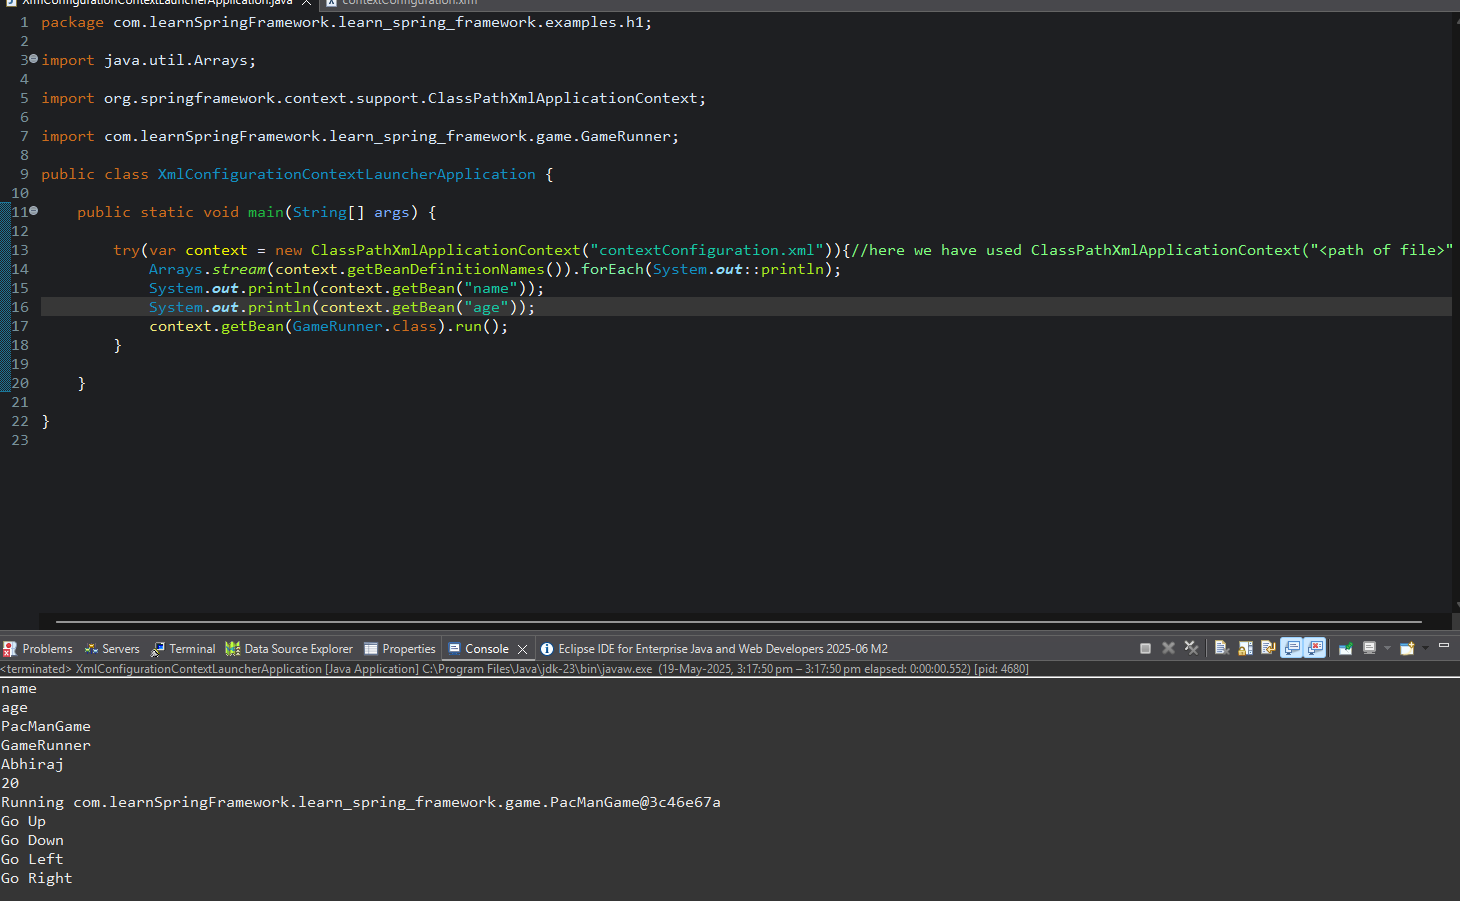 XmlConfigurationContextLauncherApplication.java contextConfiguration.xml
1 package com.learnSpringFramework.learn_spring_framework.examples.h1;
2
3 import java.util.Arrays;
4
5 import org.springframework.context.support.ClassPathXmlApplicationContext;
6
7 import com.learnSpringFramework.learn_spring_framework.game.GameRunner;
8
9 public class XmlConfigurationContextLauncherApplication {
10
11     public static void main(String[] args) {
12
13         try(var context = new ClassPathXmlApplicationContext("contextConfiguration.xml")){//here we have used ClassPathXmlApplicationContext("<path of file>"
14             Arrays.stream(context.getBeanDefinitionNames()).forEach(System.out::println);
15             System.out.println(context.getBean("name"));
16             System.out.println(context.getBean("age"));
17             context.getBean(GameRunner.class).run();
18         }
19
20     }
21
22 }
23
Problems Servers Terminal Data Source Explorer Properties Console Eclipse IDE for Enterprise Java and Web Developers 2025-06 M2
<terminated> XmlConfigurationContextLauncherApplication [Java Application] C:\Program Files\Java\jdk-23\bin\javaw.exe (19-May-2025, 3:17:50 pm – 3:17:50 pm elapsed: 0:00:00.552) [pid: 4680]
name
age
PacManGame
GameRunner
Abhiraj
20
Running com.learnSpringFramework.learn_spring_framework.game.PacManGame@3c46e67a
Go Up
Go Down
Go Left
Go Right